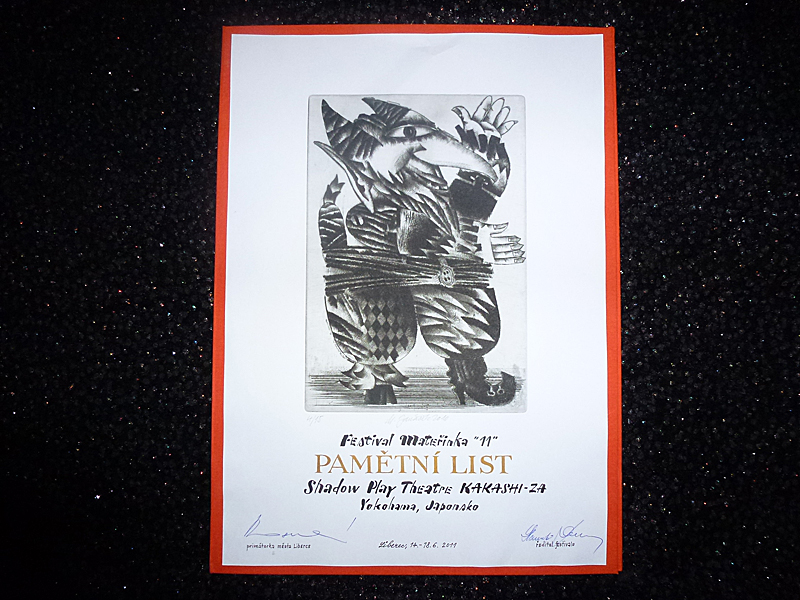 Festival Mateřinka "11"
PAMĚTNÍ LIST
Shadow Play Theatre KAKASHI-ZA
Yokohama, Japonsko
primátorka města Liberce
Liberec, 14.-18.6. 2011
ředitel festivalu